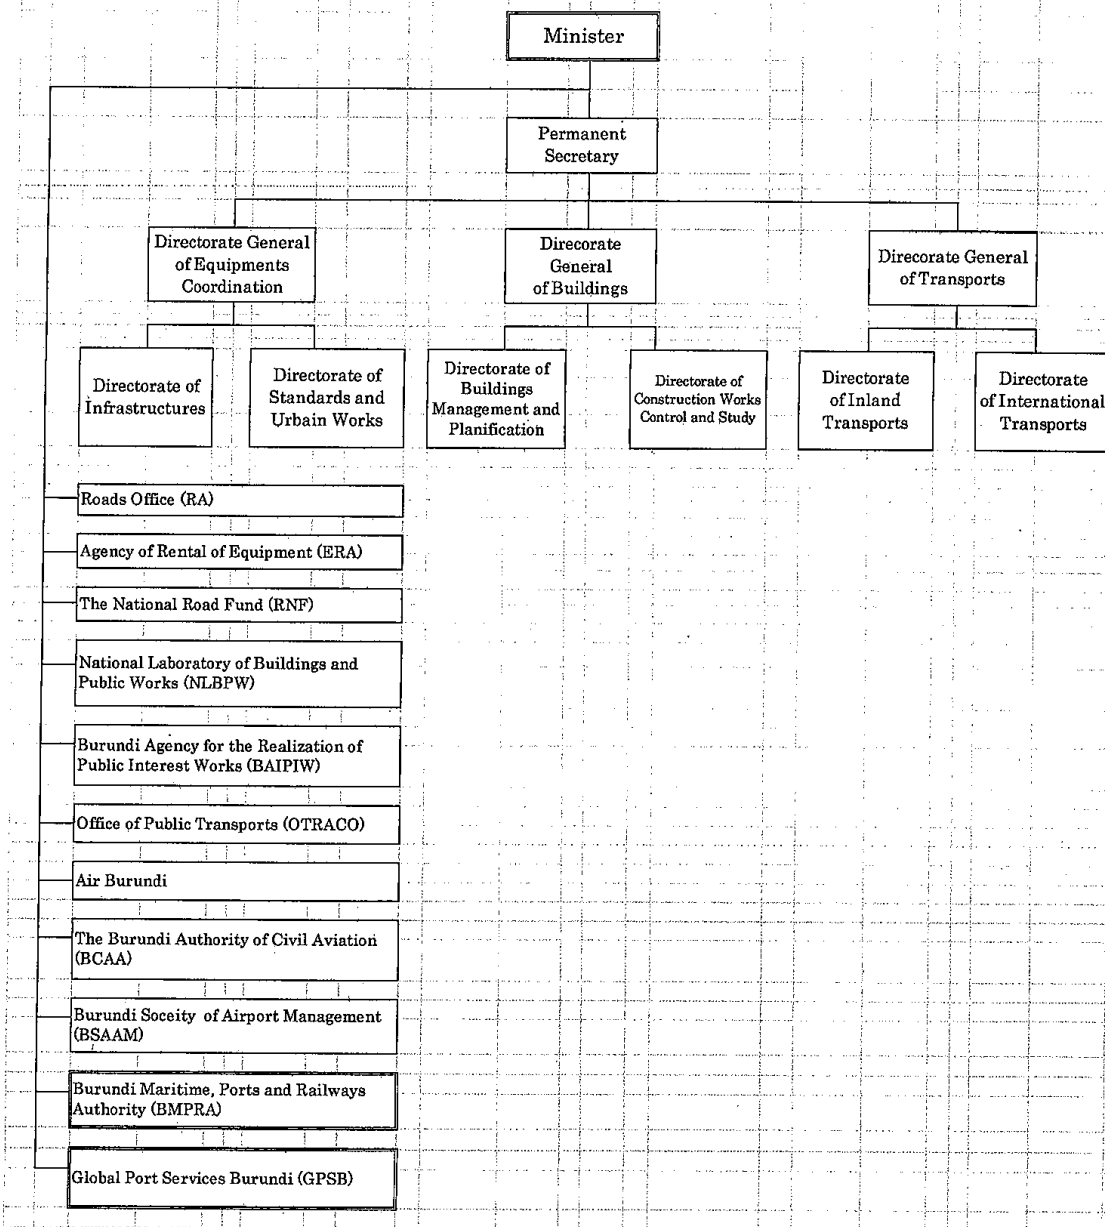 Minister
Permanent
Secretary
Directorate General
of Equipments
Coordination
Direcorate
General
of Buildings
Direcorate General
of Transports
Directorate of
Infrastructures
Directorate of
Standards and
Urbain Works
Directorate of
Buildings
Management and
Planification
Directorate of
Construction Works
Control and Study
Directorate
of Inland
Transports
Directorate
of International
Transports
Roads Office (RA)
Agency of Rental of Equipment (ERA)
The National Road Fund (RNF)
National Laboratory of Buildings and
Public Works (NLBPW)
Burundi Agency for the Realization of
Public Interest Works (BAIPIW)
Office of Public Transports (OTRACO)
Air Burundi
The Burundi Authority of Civil Aviation
(BCAA)
Burundi Soceity of Airport Management
(BSAAM)
Burundi Maritime, Ports and Railways
Authority (BMPRA)
Global Port Services Burundi (GPSB)